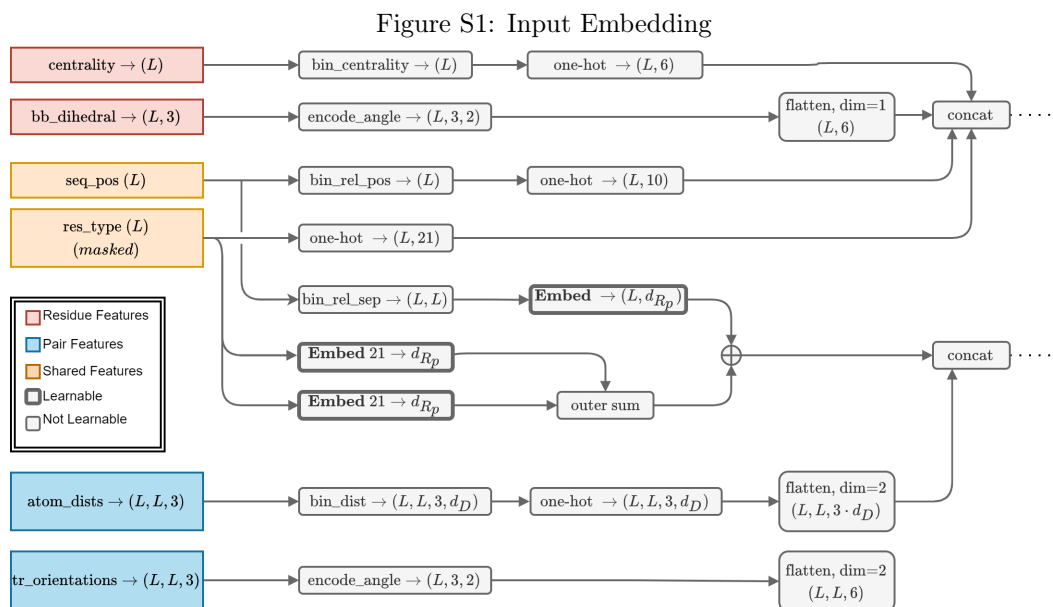 Figure S1: Input Embedding
centrality → (L)
bin_centrality → (L)
one-hot → (L, 6)
bb_dihedral → (L, 3)
encode_angle → (L, 3, 2)
flatten, dim=1
(L, 6)
concat
seq_pos (L)
bin_rel_pos → (L)
one-hot → (L, 10)
res_type (L)
(masked)
one-hot → (L, 21)
bin_rel_sep → (L, L)
Embed → (L, d_{R_p})
Residue Features
Pair Features
Shared Features
Learnable
Not Learnable
Embed 21 → d_{R_p}
Embed 21 → d_{R_p}
outer sum
concat
atom_dists → (L, L, 3)
bin_dist → (L, L, 3, d_D)
one-hot → (L, L, 3, d_D)
flatten, dim=2
(L, L, 3 · d_D)
tr_orientations → (L, L, 3)
encode_angle → (L, 3, 2)
flatten, dim=2
(L, L, 6)